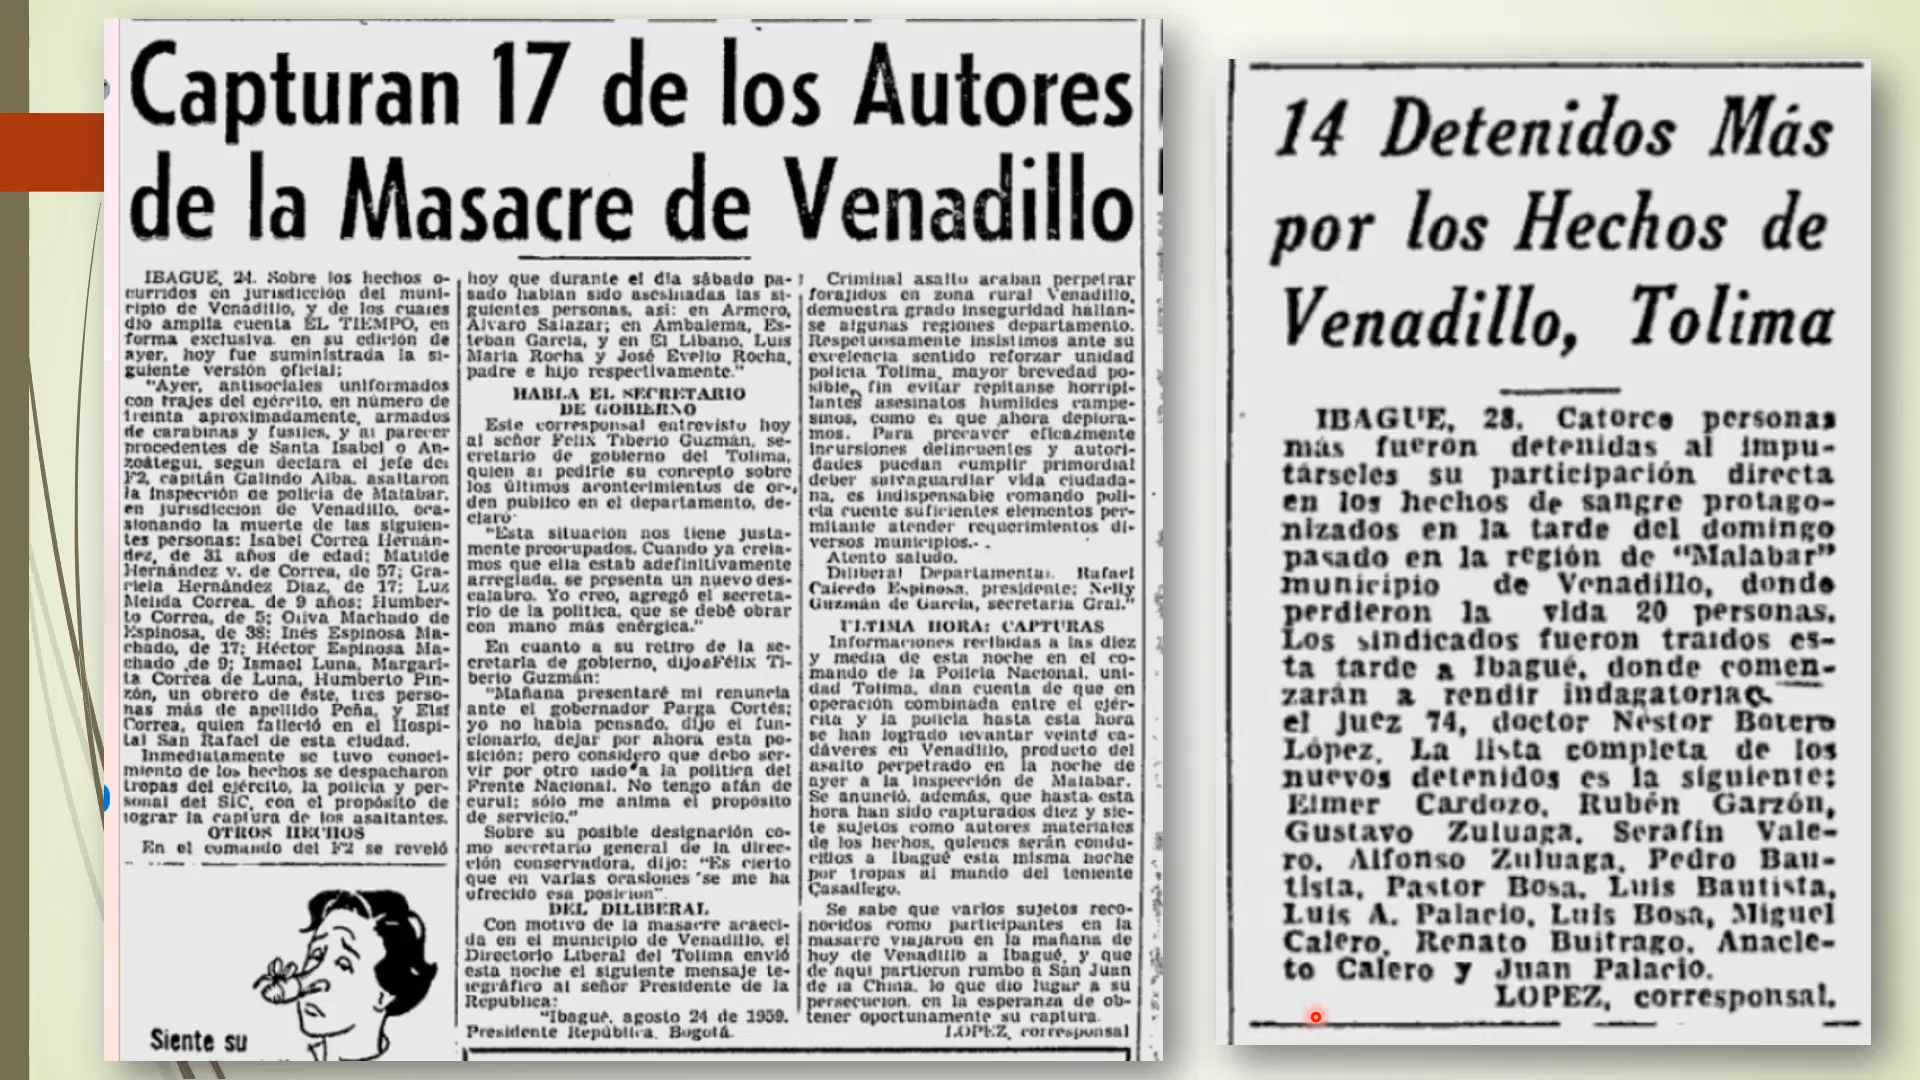 Capturan 17 de los Autores
de la Masacre de Venadillo
IBAGUE, 24. Sobre los hechos o-
curridos en jurisdicción del muni-
cipio de Venadillo, y de los cuales
dio amplia cuenta EL TIEMPO, en
forma exclusiva, en su edición de
ayer, hoy fue suministrada la si-
guiente versión oficial:
"Ayer, antisociales uniformados
con trajes del ejército, en número de
treinta aproximadamente, armados
de carabinas y fusiles, y al parecer
procedentes de Santa Isabel o An-
zoátegui, segun declara el jefe del
F2, capitán Galindo Alba, asaltaron
la inspección de policía de Malabar,
en jurisdiccion de Venadillo, oca-
sionando la muerte de las siguien-
tes personas: Isabel Correa Hernán-
dez, de 31 años de edad; Matilde
Hernández v. de Correa, de 57; Gra-
riela Hernández Diaz, de 17; Luz
Melida Correa, de 9 años; Humber-
to Correa, de 5; Oliva Machado de
Espinosa, de 38; Inés Espinosa Ma-
chado, de 17; Héctor Espinosa Ma-
chado ,de 9; Ismael Luna, Margari-
ta Correa de Luna, Humberto Pin-
zón, un obrero de éste, tres perso-
nas más de apellido Peña, y Elsf
Correa, quien falleció en el Hospi-
tal San Rafael de esta ciudad.
Inmediatamente se tuvo conoci-
miento de los hechos se despacharon
tropas del ejército, la policía y per-
sonal del SIC, con el propósito de
lograr la captura de los asaltantes.
OTROS HECHOS
En el comando del F2 se reveló
Siente su
hoy que durante el día sábado pa-
sado habían sido asesinadas las si-
guientes personas, asi: en Armero,
Alvaro Salazar; en Ambalema, Es-
teban Garcia, y en El Líbano, Luis
Maria Rocha y José Evelio Rocha,
padre e hijo respectivamente."
HABLA EL SECRETARIO
DE GOBIERNO
Este corresponsal entrevisto hoy
al señor Felix Tiberio Guzmán, se-
cretario de gobierno del Tolima,
quien al pedirle su concepto sobre
los últimos acontecimientos de or-
den publico en el departamento, de-
claró
"Esta situación nos tiene justa-
mente preocupados. Cuando ya creia-
mos que ella estab adefinitivamente
arreglada, se presenta un nuevo des-
calabro. Yo creo, agregó el secreta-
rio de la política, que se debé obrar
con mano más enérgica."
En cuanto a su retiro de la se-
cretaría de gobierno, dijo Félix Ti-
berio Guzmán:
"Mañana presentaré mi renuncia
ante el gobernador Parga Cortés;
yo no habia pensado, dijo el fun-
cionario, dejar por ahora esta po-
sición; pero considero que debo ser-
vir por otro lado a la política del
Frente Nacional. No tengo afán de
curul; sólo me anima el propósito
de servicio."
Sobre su posible designación co-
mo secretario general de la direc-
ción conservadora, dijo: "Es cierto
que en varias ocasiones se me ha
ofrecido esa posicion".
DEL DILIBERAL
Con motivo de la masacre acaeci-
da en el municipio de Venadillo, el
Directorio Liberal del Tolima envió
esta noche el siguiente mensaje te-
legráfico al señor Presidente de la
Republica:
"Ibague, agosto 24 de 1959.
Presidente República, Bogotá.
Criminal asalto acaban perpetrar
forajidos en zona rural Venadillo,
demuestra grado inseguridad hállan-
se algunas regiones departamento.
Respetuosamente insistimos ante su
excelencia sentido reforzar unidad
policía Tolima, mayor brevedad po-
sible, fin evitar repitanse horripi-
lantes asesinatos humildes campe-
sinos, como el que ahora deplora-
mos. Para precaver eficazmente
incursiones delincuentes y autori-
dades puedan cumplir primordial
deber salvaguardiar vida ciudada-
na, es indispensable comando poli-
cía cuente suficientes elementos per-
mitanle atender requerimientos di-
versos municipios.
Atento saludo.
Diliberal Departamental. Rafael
Caicedo Espinosa, presidente; Nelly
Guzmán de García, secretaria Gral."
ULTIMA HORA: CAPTURAS
Informaciones recibidas a las diez
y media de esta noche en el co-
mando de la Policía Nacional, uni-
dad Tolima, dan cuenta de que en
operación combinada entre el ejér-
cito y la policía hasta esta hora
se han logrado levantar veinte ca-
dáveres en Venadillo, producto del
asalto perpetrado en la noche de
ayer a la inspección de Malabar.
Se anunció, además, que hasta esta
hora han sido capturados diez y sie-
te sujetos como autores materiales
de los hechos, quienes serán condu-
cidos a Ibagué esta misma noche
por tropas al mando del teniente
Casadiego.
Se sabe que varios sujetos reco-
nocidos como participantes en la
masacre viajaron en la mañana de
hoy de Venadillo a Ibagué, y que
de aquí partieron rumbo a San Juan
de la China, lo que dio lugar a su
persecucion, en la esperanza de ob-
tener oportunamente su captura.
LOPEZ, corresponsal
14 Detenidos Más
por los Hechos de
Venadillo, Tolima
IBAGUE, 28. Catorce personas
más fueron detenidas al impu-
társeles su participación directa
en los hechos de sangre protago-
nizados en la tarde del domingo
pasado en la región de "Malabar"
municipio de Venadillo, donde
perdieron la vida 20 personas.
Los sindicados fueron traidos es-
ta tarde a Ibagué, donde comen-
zarán a rendir indagatorias
el juez 74, doctor Néstor Botero
López. La lista completa de los
nuevos detenidos es la siguiente:
Elmer Cardozo, Rubén Garzón,
Gustavo Zuluaga, Serafín Vale-
ro, Alfonso Zuluaga, Pedro Bau-
tista, Pastor Bosa, Luis Bautista,
Luis A. Palacio, Luis Bosa, Miguel
Calero, Renato Buitrago, Anacle-
to Calero y Juan Palacio.
LOPEZ, corresponsal.